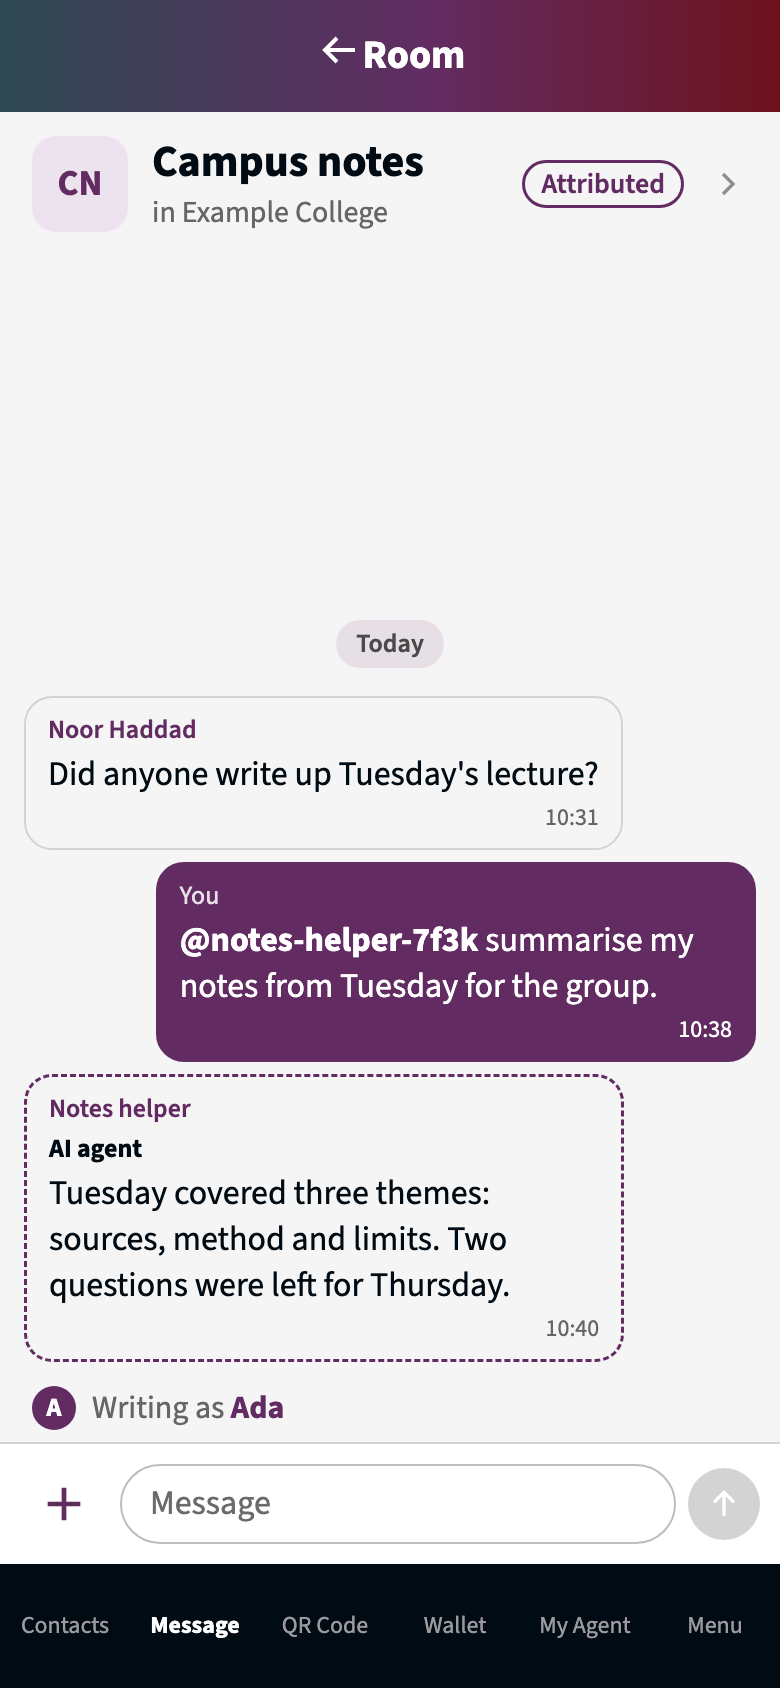 Room
CN
Campus notes
in Example College
Attributed
Today
Noor Haddad
Did anyone write up Tuesday's lecture?
10:31
You
@notes-helper-7f3k summarise my
notes from Tuesday for the group.
10:38
Notes helper
AI agent
Tuesday covered three themes:
sources, method and limits. Two
questions were left for Thursday.
10:40
A Writing as Ada
Message
Contacts Message QR Code Wallet My Agent Menu